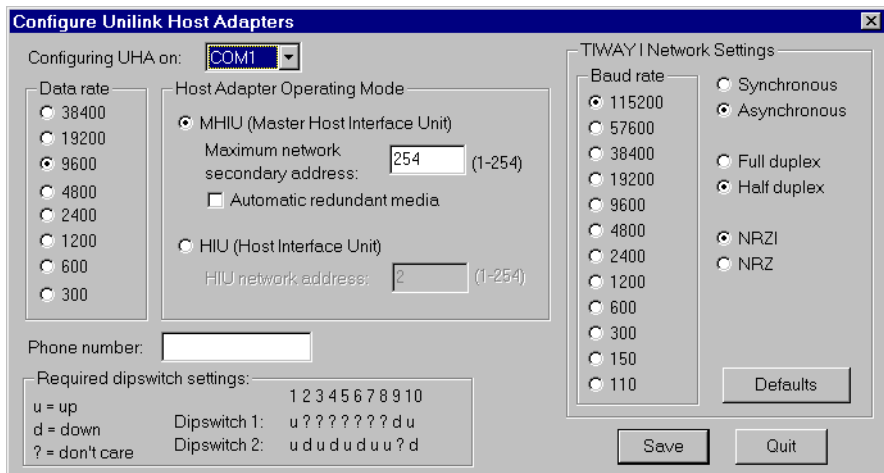 Configure Unilink Host Adapters
Configuring UHA on: COM1
Data rate
38400
19200
9600
4800
2400
1200
600
300
Host Adapter Operating Mode
MHIU (Master Host Interface Unit)
Maximum network
secondary address: 254 (1-254)
Automatic redundant media
HIU (Host Interface Unit)
HIU network address: 2 (1-254)
Phone number:
Required dipswitch settings:
1 2 3 4 5 6 7 8 9 10
u = up
d = down
? = don't care
Dipswitch 1: u ? ? ? ? ? ? ? d u
Dipswitch 2: u d u d u d u u ? d
TIWAY I Network Settings
Baud rate
115200
57600
38400
19200
9600
4800
2400
1200
600
300
150
110
Synchronous
Asynchronous
Full duplex
Half duplex
NRZI
NRZ
Defaults
Save
Quit